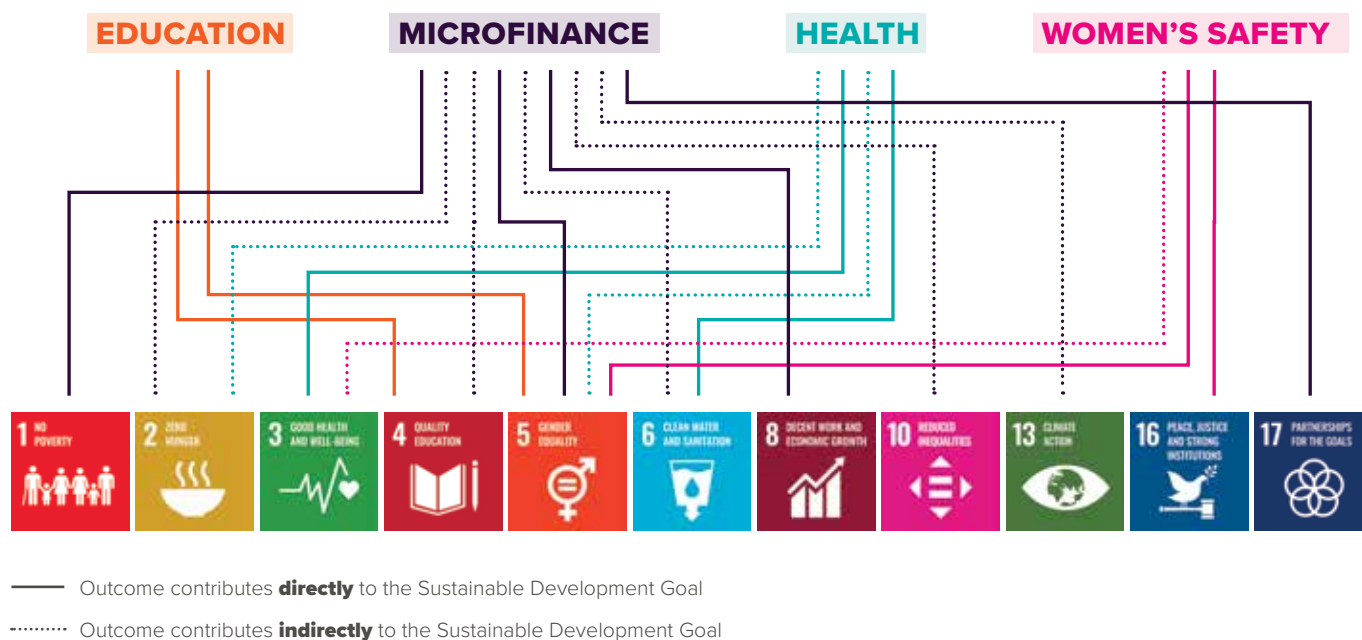 EDUCATION
MICROFINANCE
HEALTH
WOMEN'S SAFETY
1 NO
POVERTY
2 ZERO
HUNGER
3 GOOD HEALTH
AND WELL-BEING
4 QUALITY
EDUCATION
5 GENDER
EQUALITY
6 CLEAN WATER
AND SANITATION
8 DECENT WORK AND
ECONOMIC GROWTH
10 REDUCED
INEQUALITIES
13 CLIMATE
ACTION
16 PEACE, JUSTICE
AND STRONG
INSTITUTIONS
17 PARTNERSHIPS
FOR THE GOALS
Outcome contributes directly to the Sustainable Development Goal
Outcome contributes indirectly to the Sustainable Development Goal